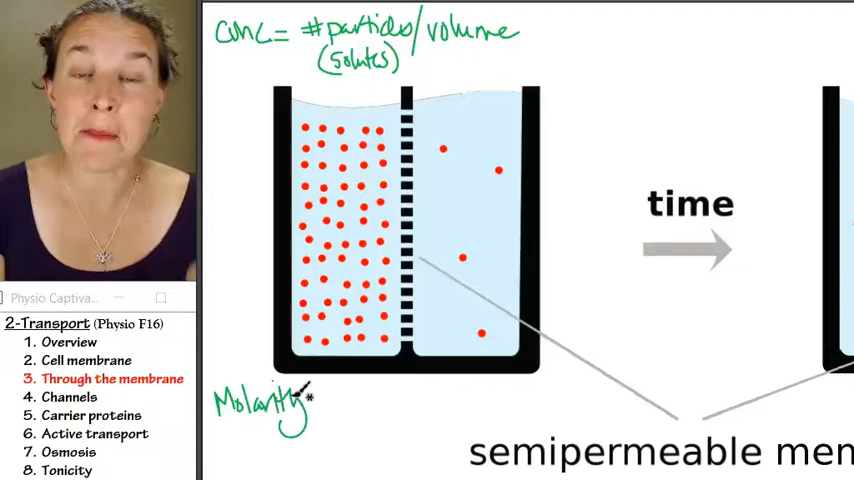 conc = #particles/volume
(solutes)
time
Molarity
semipermeable men
Physio Captiva...
2-Transport (Physio F16)
1. Overview
2. Cell membrane
3. Through the membrane
4. Channels
5. Carrier proteins
6. Active transport
7. Osmosis
8. Tonicity